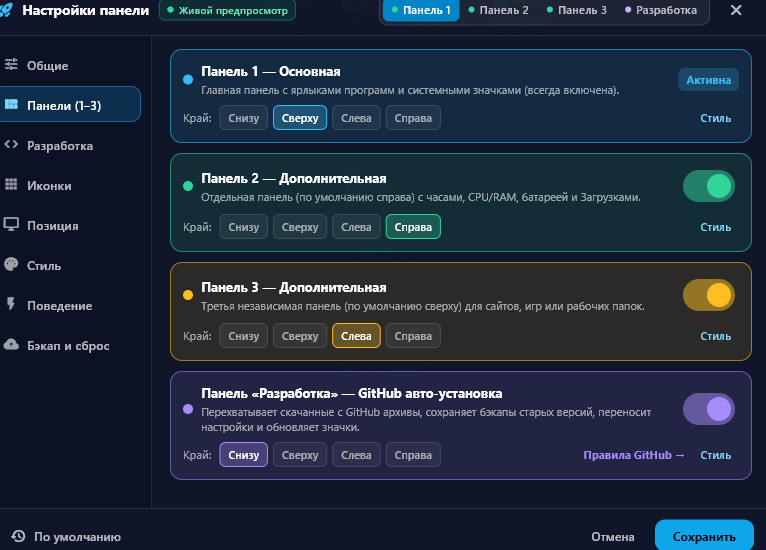 Настройки панели
Живой предпросмотр
Панель 1
Панель 2
Панель 3
Разработка
Общие
Панели (1–3)
Разработка
Иконки
Позиция
Стиль
Поведение
Бэкап и сброс
Панель 1 — Основная
Главная панель с ярлыками программ и системными значками (всегда включена).
Активна
Край: Снизу Сверху Слева Справа Стиль
Панель 2 — Дополнительная
Отдельная панель (по умолчанию справа) с часами, CPU/RAM, батареей и Загрузками.
Край: Снизу Сверху Слева Справа Стиль
Панель 3 — Дополнительная
Третья независимая панель (по умолчанию сверху) для сайтов, игр или рабочих папок.
Край: Снизу Сверху Слева Справа Стиль
Панель «Разработка» — GitHub авто-установка
Перехватывает скачанные с GitHub архивы, сохраняет бэкапы старых версий, переносит
настройки и обновляет значки.
Край: Снизу Сверху Слева Справа Правила GitHub → Стиль
По умолчанию
Отмена
Сохранить